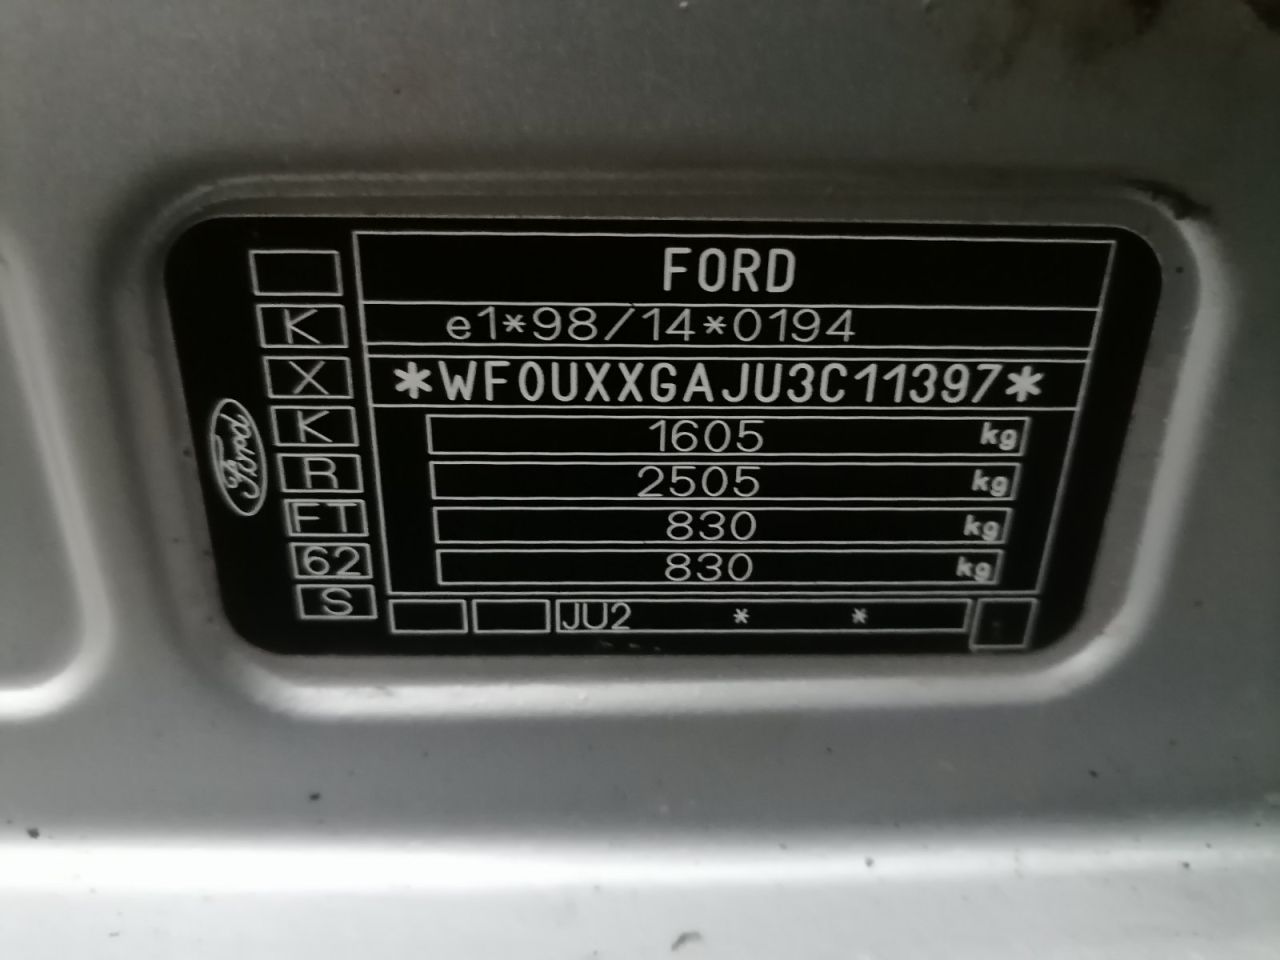 FORD
K
e1*98/14*0194
X
*WF0UXXGAJU3C11397*
K
1605 kg
R
2505 kg
FT
830 kg
62
830 kg
S
JU2 * *
Ford